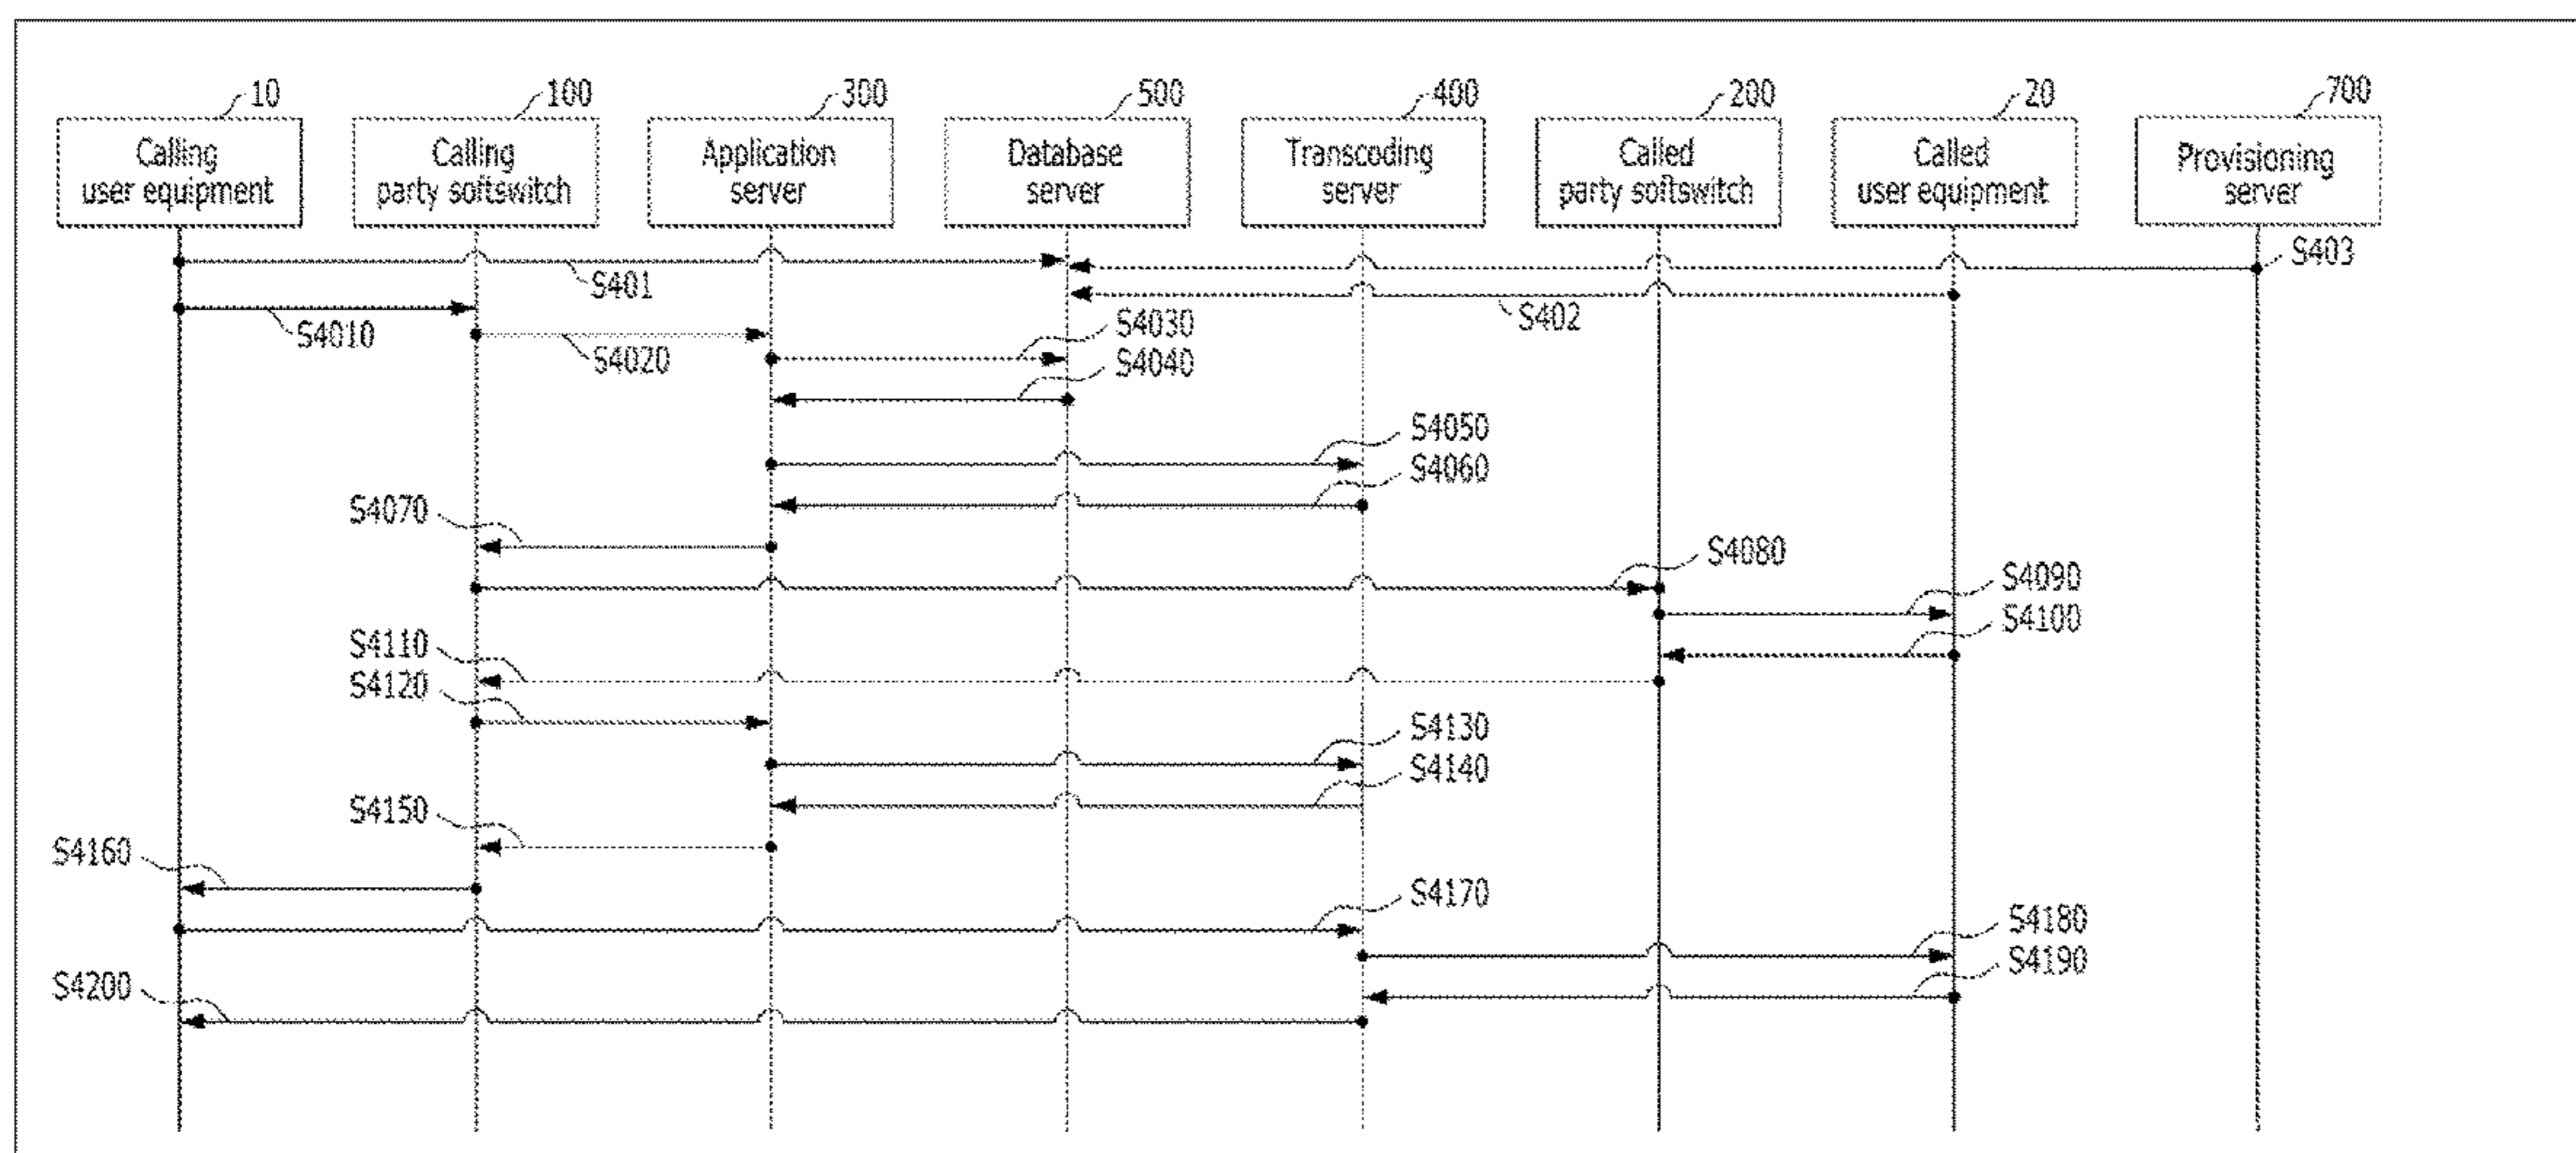 10
100
300
500
400
200
20
700
Calling
user equipment
Calling
party softswitch
Application
server
Database
server
Transcoding
server
Called
party softswitch
Called
user equipment
Provisioning
server
S401
S403
S402
S4010
S4020
S4030
S4040
S4050
S4060
S4070
S4080
S4090
S4100
S4110
S4120
S4130
S4140
S4150
S4160
S4170
S4180
S4190
S4200